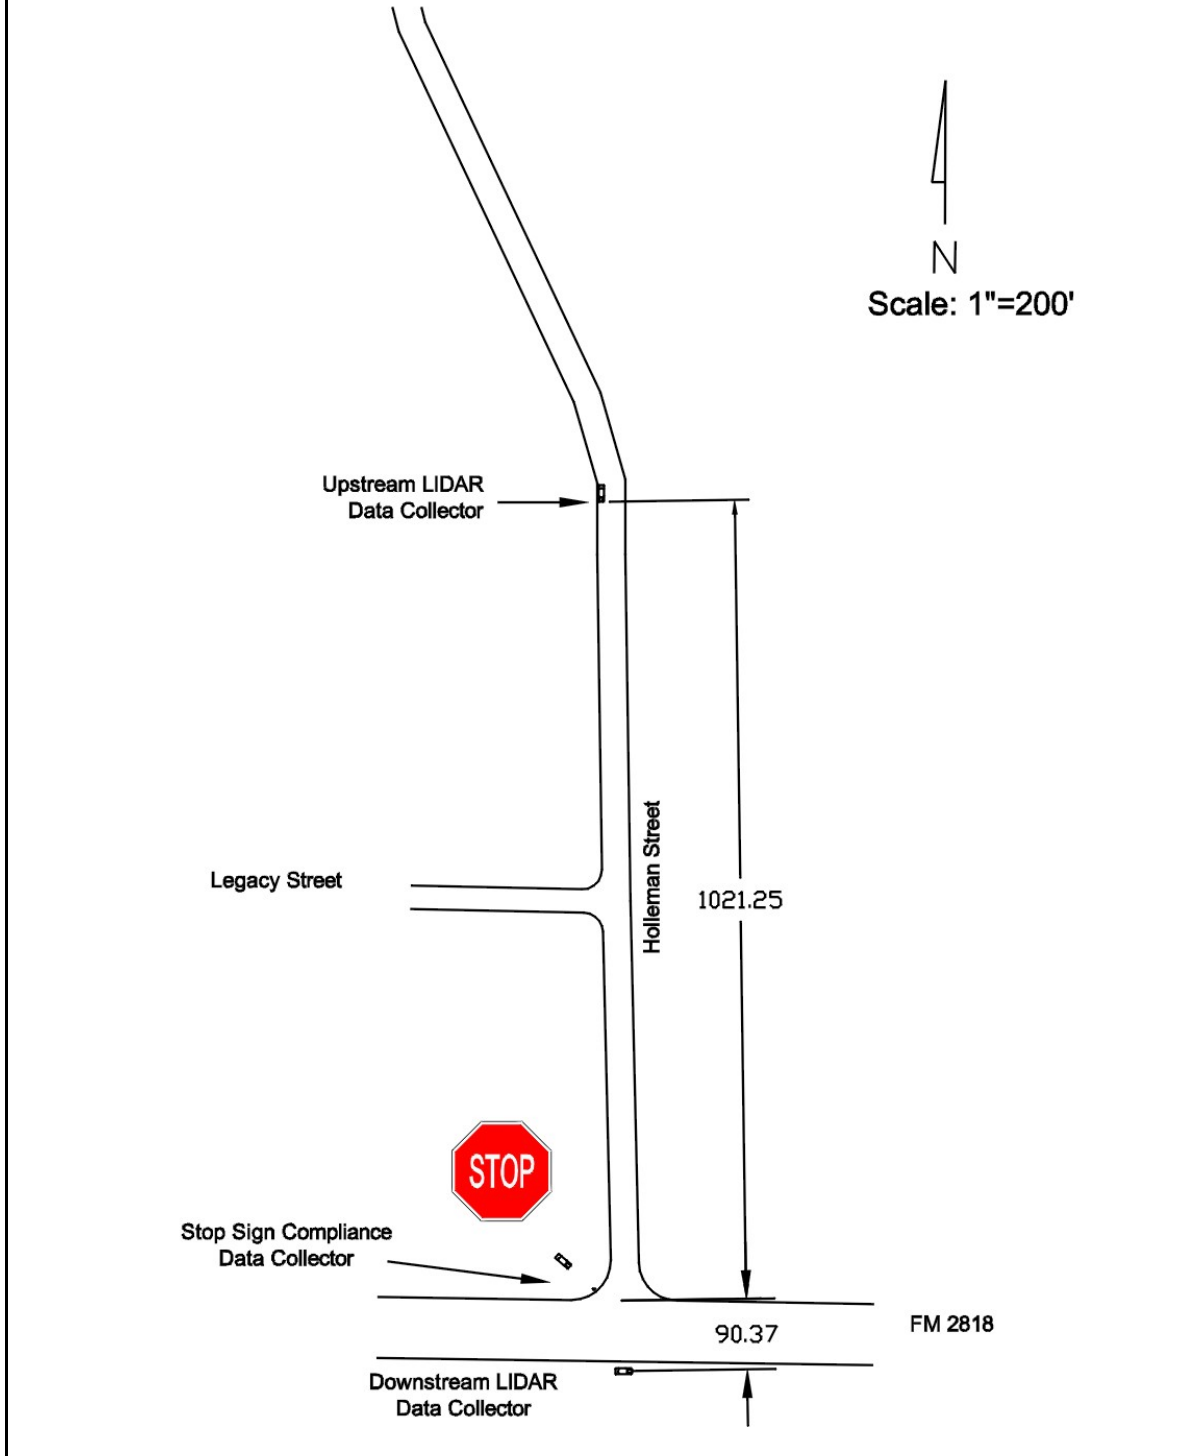 N
Scale: 1"=200'
Upstream LIDAR
Data Collector
Legacy Street
Holleman Street
1021.25
STOP
Stop Sign Compliance
Data Collector
FM 2818
90.37
Downstream LIDAR
Data Collector